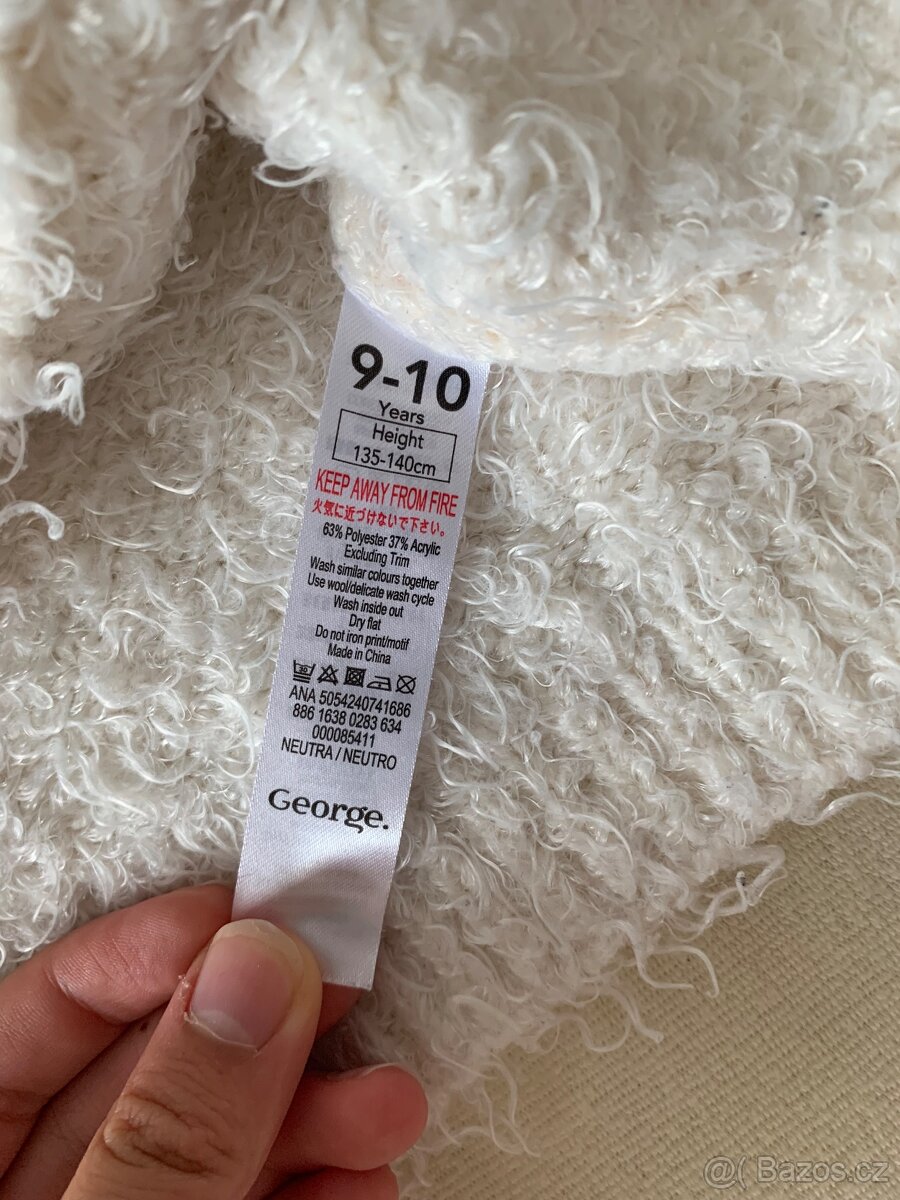 9-10
Years
Height
135-140cm
KEEP AWAY FROM FIRE
火気に近づけないで下さい。
63% Polyester 37% Acrylic
Excluding Trim
Wash similar colours together
Use wool/delicate wash cycle
Wash inside out
Dry flat
Do not iron print/motif
Made in China
30
ANA 5054240741686
886 1638 0283 634
000085411
NEUTRA / NEUTRO
George.
@( Bazos.cz